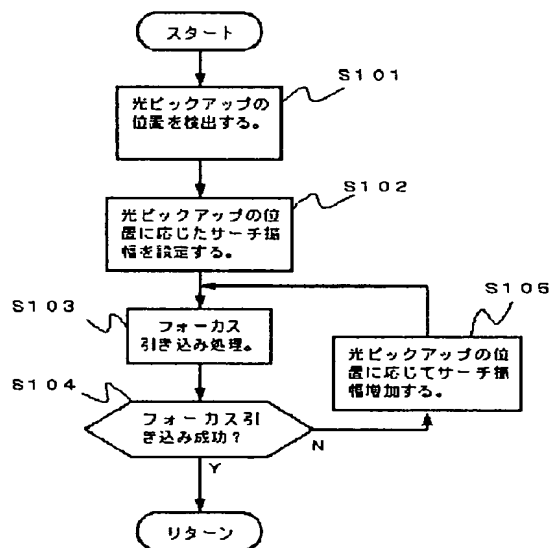 スタート
S101
光ピックアップの
位置を検出する。
S102
光ピックアップの位
置に応じたサーチ振
幅を設定する。
S103
フォーカス
引き込み処理。
S105
光ピックアップの位
置に応じてサーチ振
幅増加する。
S104
フォーカス引
き込み成功？
N
Y
リターン